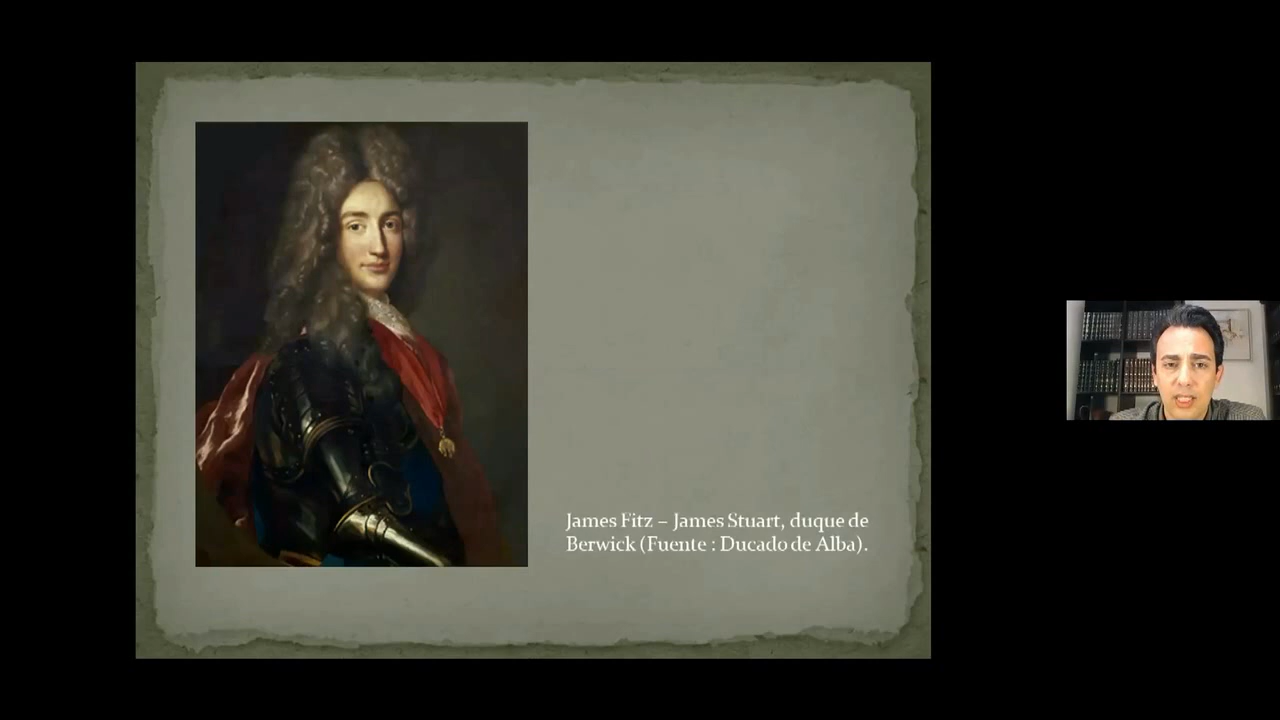 James Fitz – James Stuart, duque de
Berwick (Fuente : Ducado de Alba).